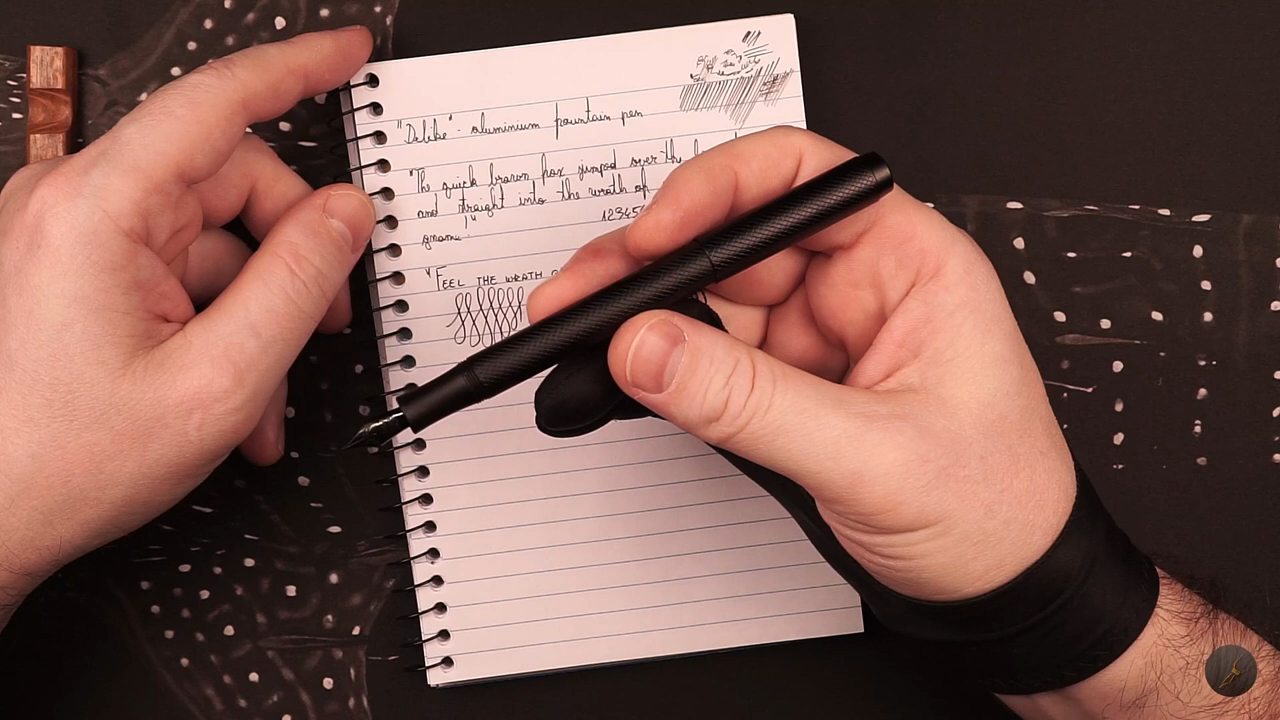 "Delike" - aluminium fountain pen
"The quick brown fox jumped over the
and straight into the wrath of
gnome"
12345
"FEEL THE WRATH